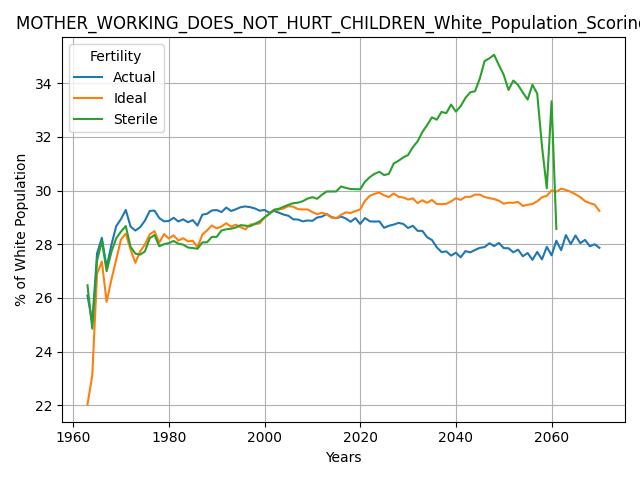 MOTHER_WORKING_DOES_NOT_HURT_CHILDREN_White_Population_Scorin
Fertility
Actual
Ideal
Sterile
34
32
30
28
26
24
22
% of White Population
1960
1980
2000
2020
2040
2060
Years